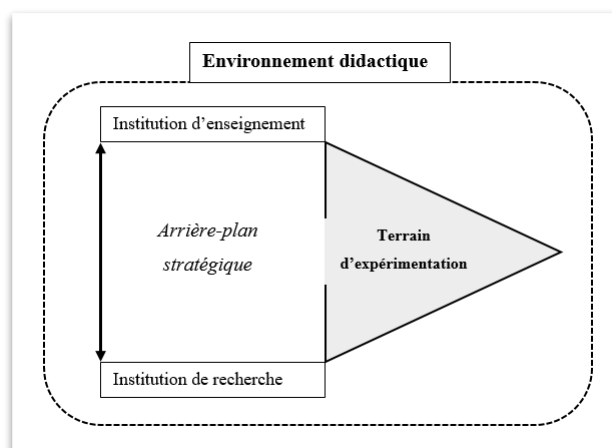 Environnement didactique
Institution d’enseignement
Arrière-plan
stratégique
Terrain
d’expérimentation
Institution de recherche